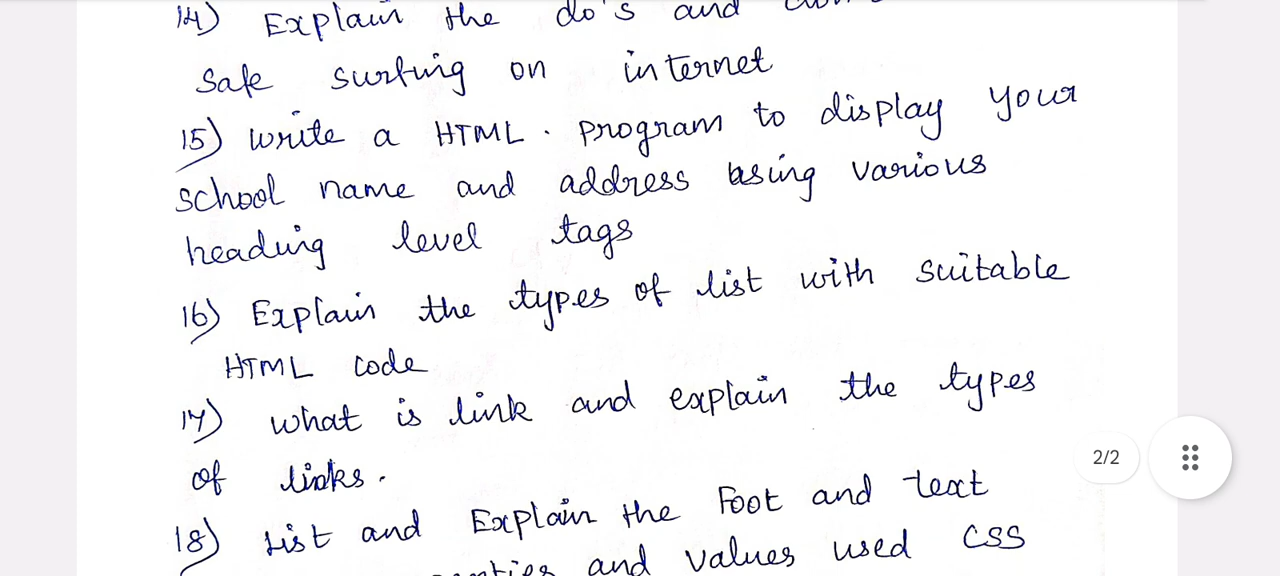 14) Explain the do's and
Safe surfing on internet
15) write a HTML. program to display your
school name and address using various
heading level tags
16) Explain the types of list with suitable
HTML code
17) what is link and explain the types
of links.
2/2
18) List and Explain the Foot and text
and values used CSS